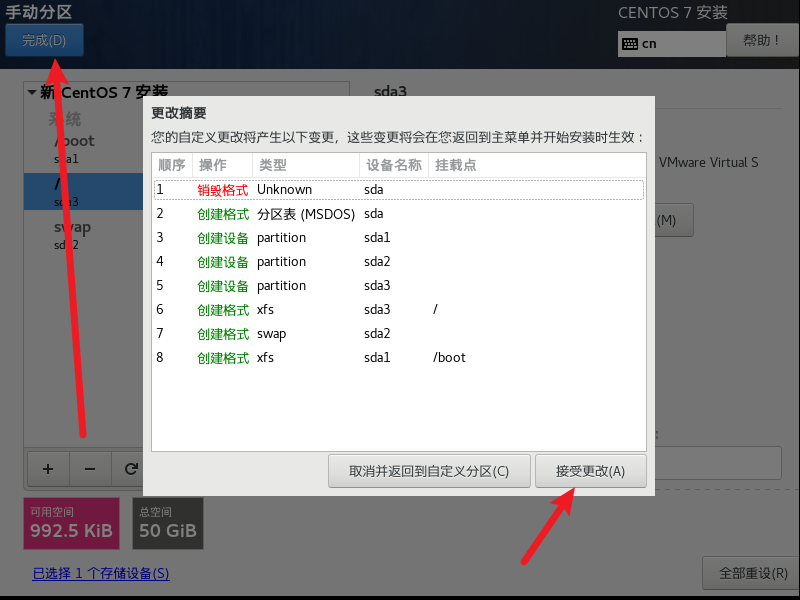 手动分区
CENTOS 7 安装
完成(D)
cn
帮助！
新 CentOS 7 安装
sda3
系统
/boot
sda1
/
sda3
swap
sda2
更改摘要
您的自定义更改将产生以下变更，这些变更将会在您返回到主菜单并开始安装时生效：
顺序 操作 类型 设备名称 挂载点
1 销毁格式 Unknown sda
2 创建格式 分区表 (MSDOS) sda
3 创建设备 partition sda1
4 创建设备 partition sda2
5 创建设备 partition sda3
6 创建格式 xfs sda3 /
7 创建格式 swap sda2
8 创建格式 xfs sda1 /boot
VMware Virtual S
(M)
取消并返回到自定义分区(C)
接受更改(A)
可用空间
992.5 KiB
总空间
50 GiB
已选择 1 个存储设备(S)
全部重设(R)